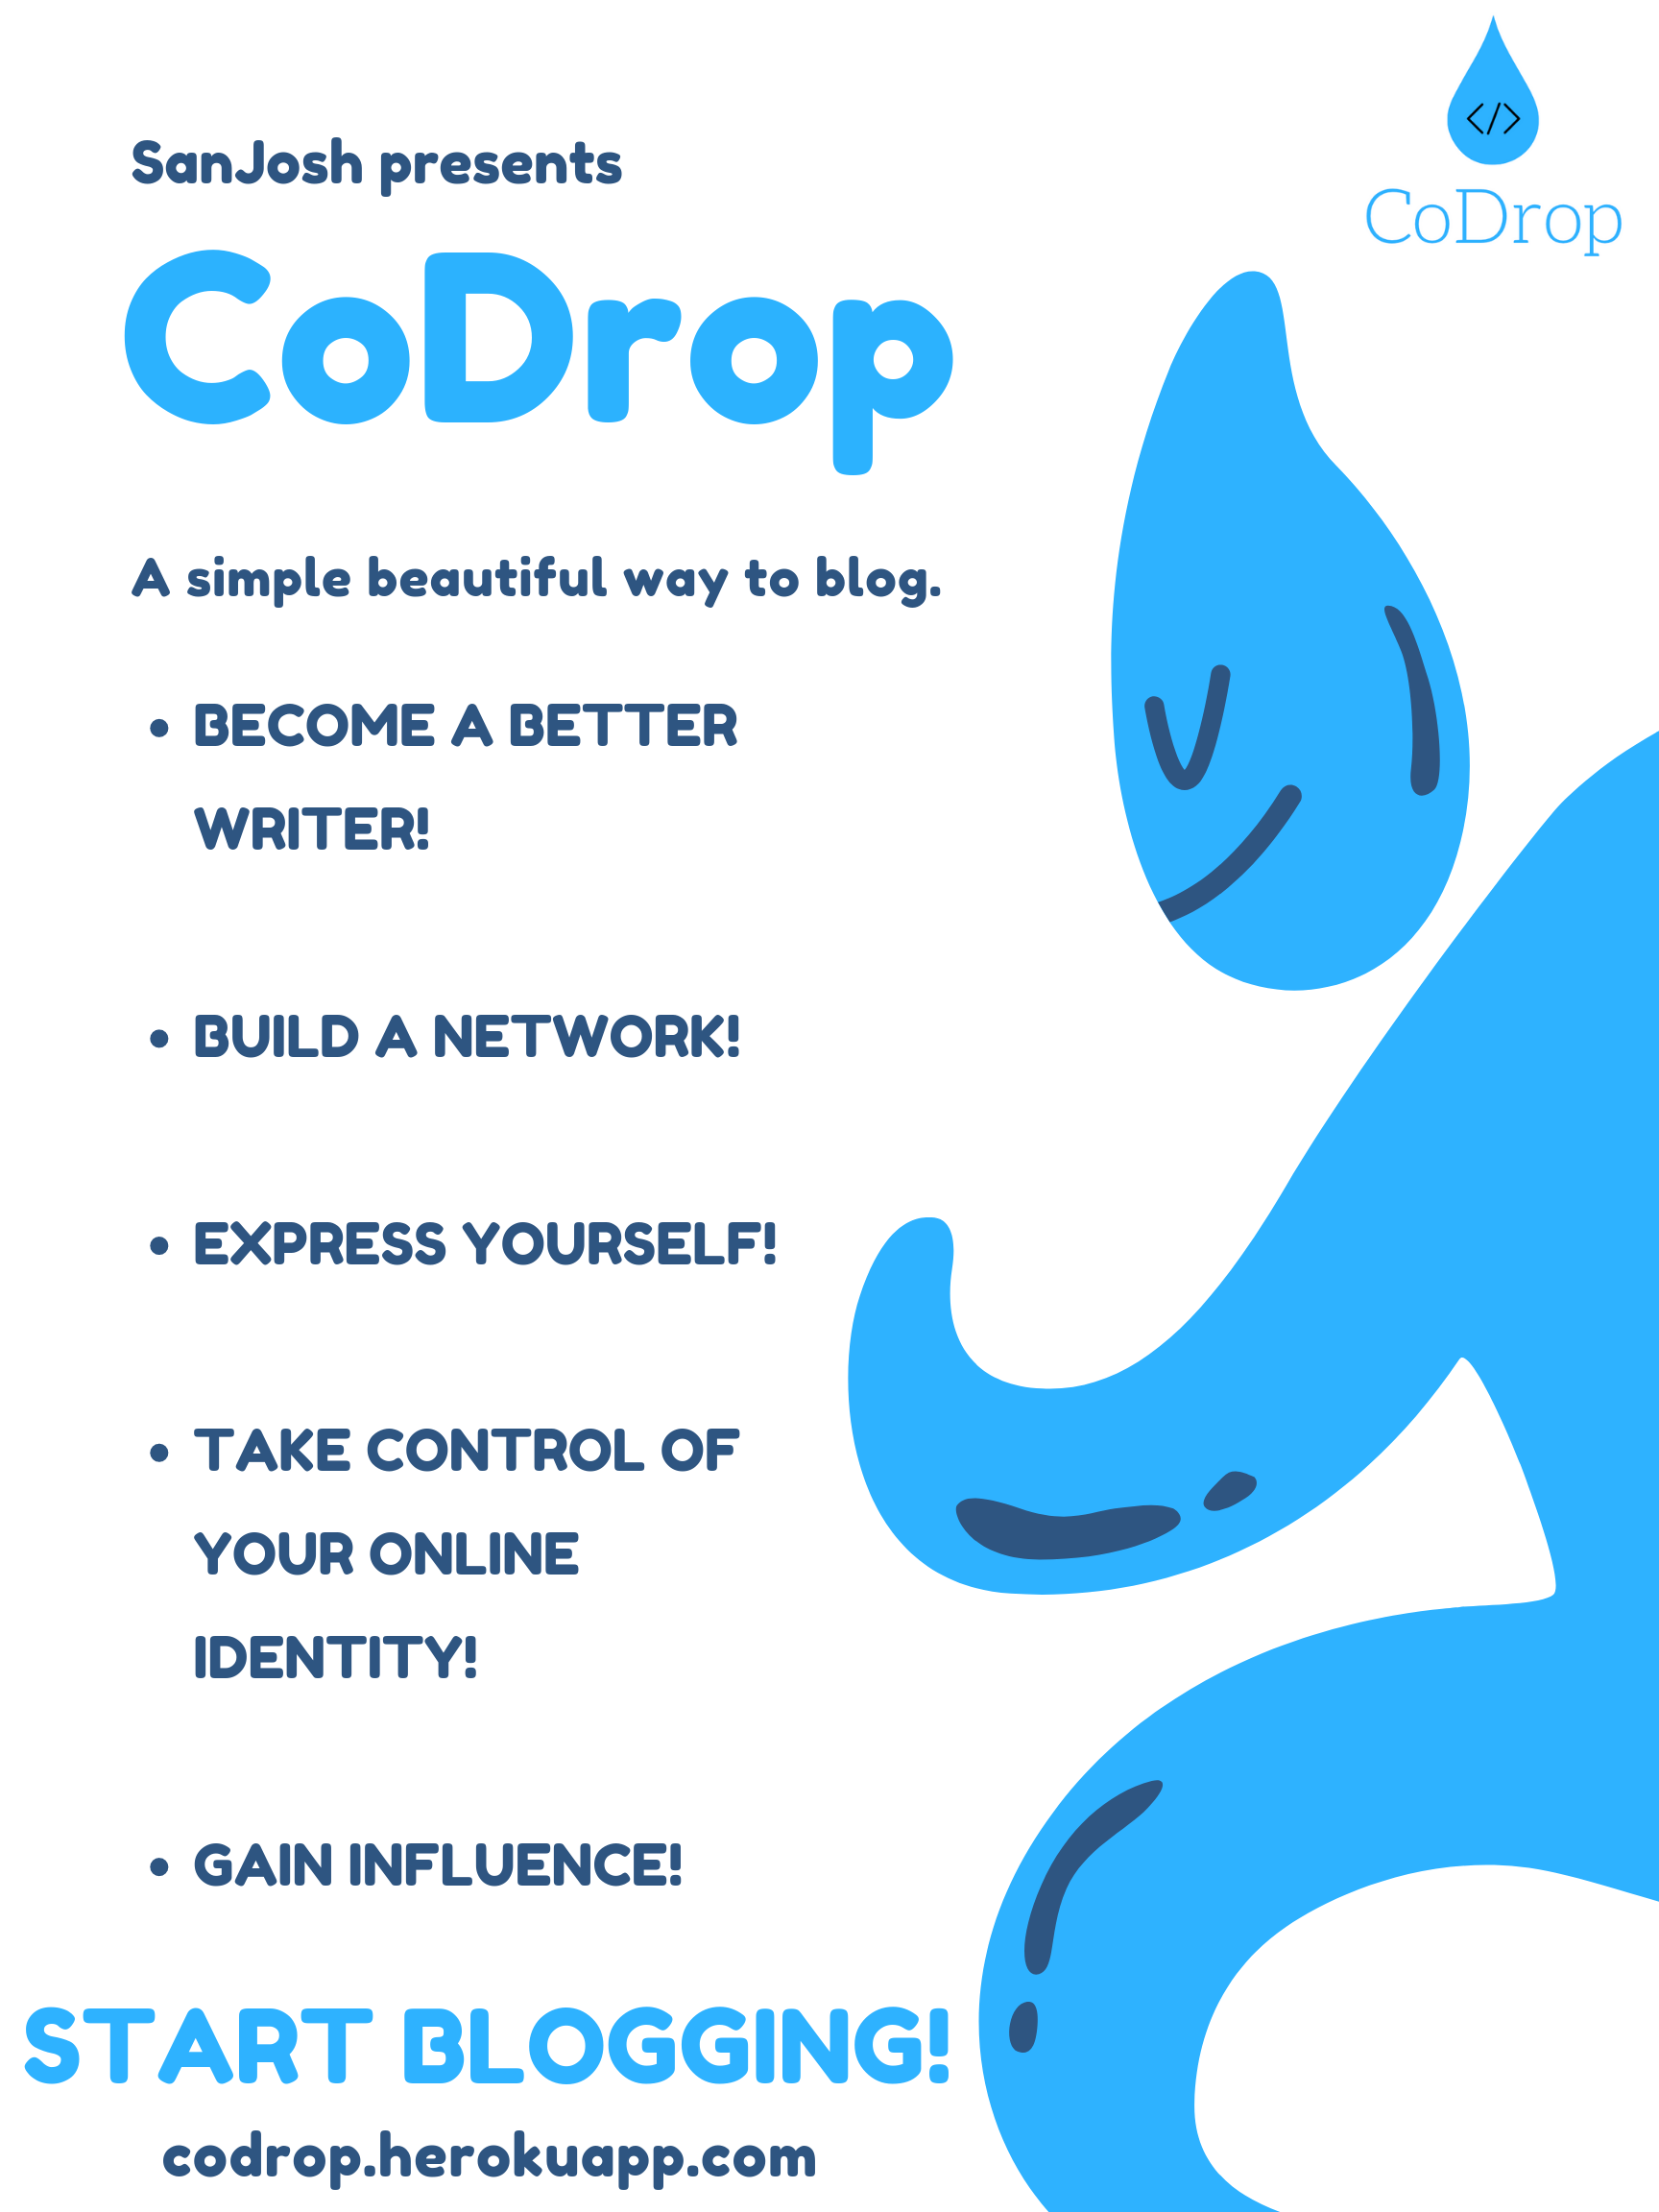 </>
CoDrop
SanJosh presents
CoDrop
A simple beautiful way to blog.
• BECOME A BETTER
WRITER!
• BUILD A NETWORK!
• EXPRESS YOURSELF!
• TAKE CONTROL OF
YOUR ONLINE
IDENTITY!
• GAIN INFLUENCE!
START BLOGGING!
codrop.herokuapp.com